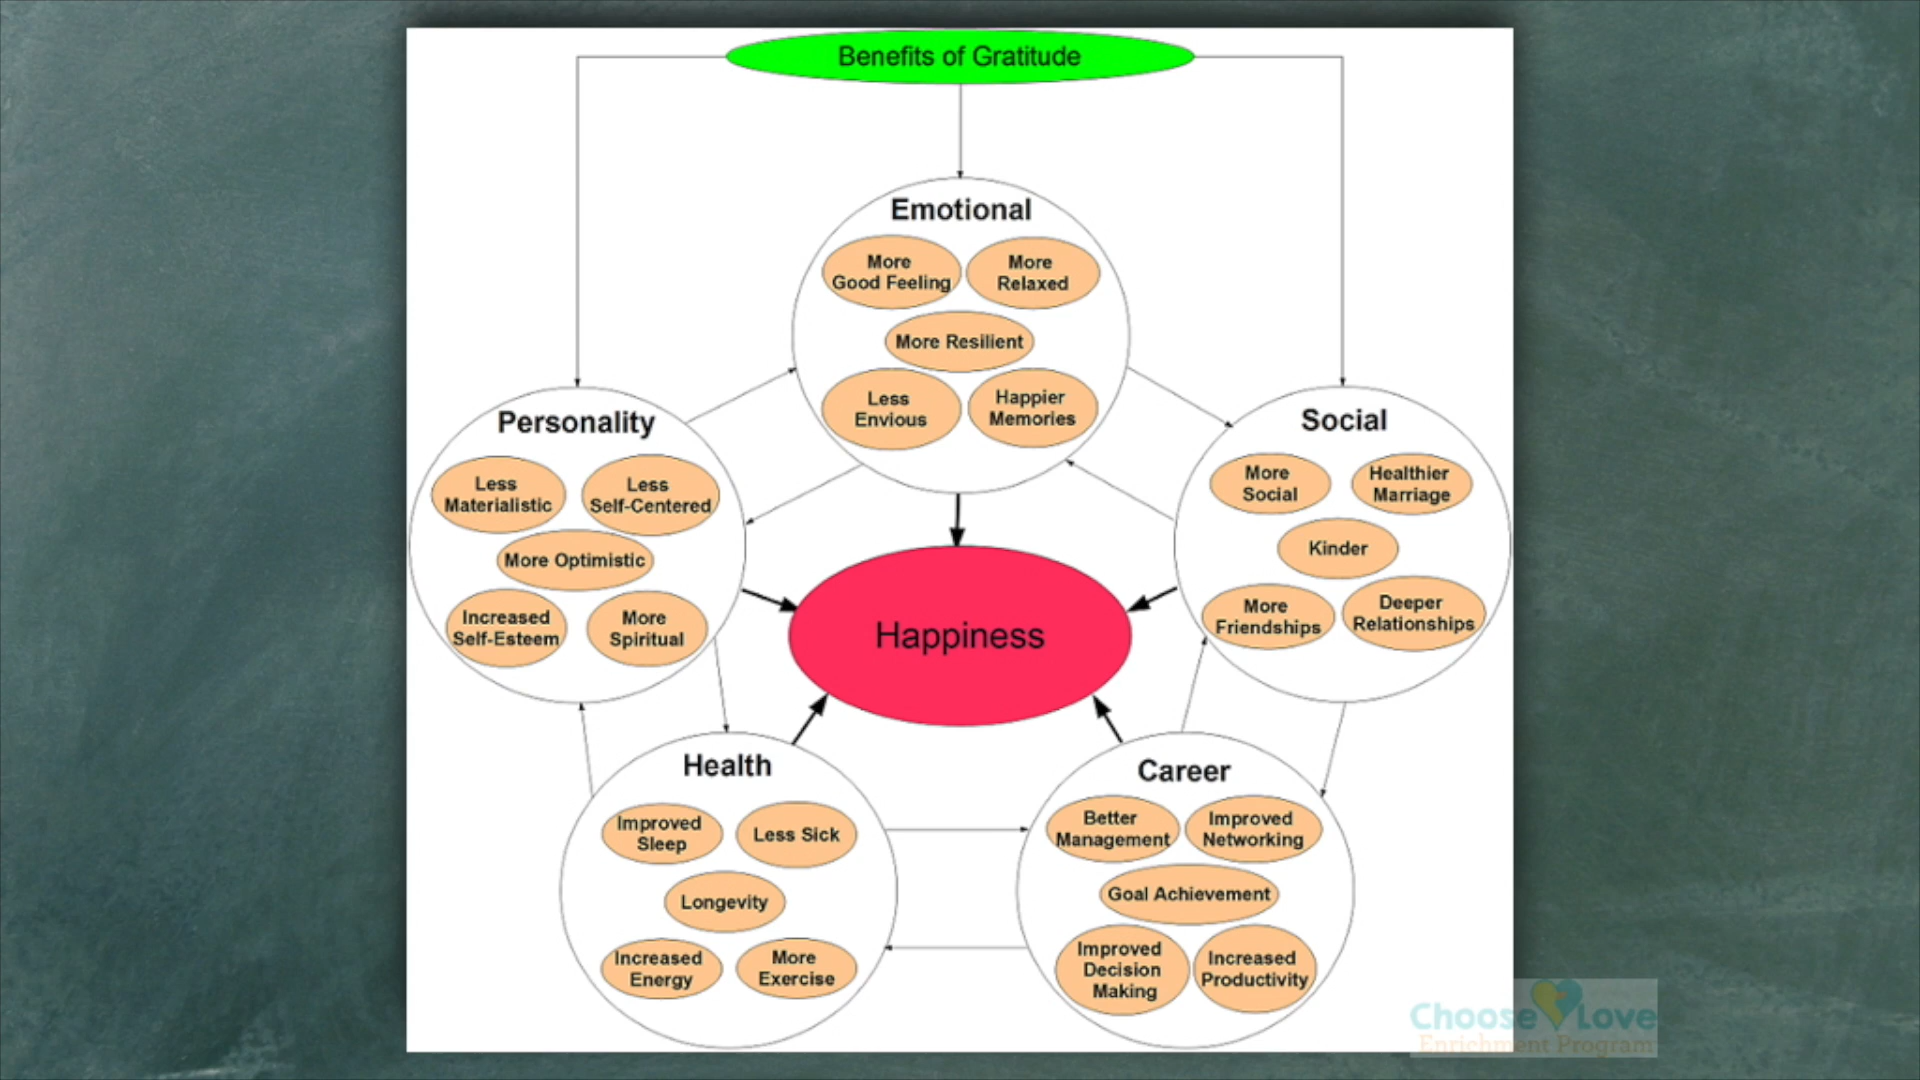 Benefits of Gratitude
Emotional
More
Good Feeling
More
Relaxed
More Resilient
Less
Envious
Happier
Memories
Personality
Less
Materialistic
Less
Self-Centered
More Optimistic
Increased
Self-Esteem
More
Spiritual
Social
More
Social
Healthier
Marriage
Kinder
More
Friendships
Deeper
Relationships
Happiness
Health
Improved
Sleep
Less Sick
Longevity
Increased
Energy
More
Exercise
Career
Better
Management
Improved
Networking
Goal Achievement
Improved
Decision
Making
Increased
Productivity
Choose Love
Enrichment Program